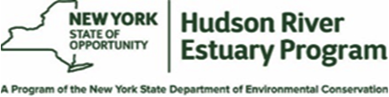 NEW YORK
STATE OF
OPPORTUNITY
Hudson River
Estuary Program
A Program of the New York State Department of Environmental Conservation